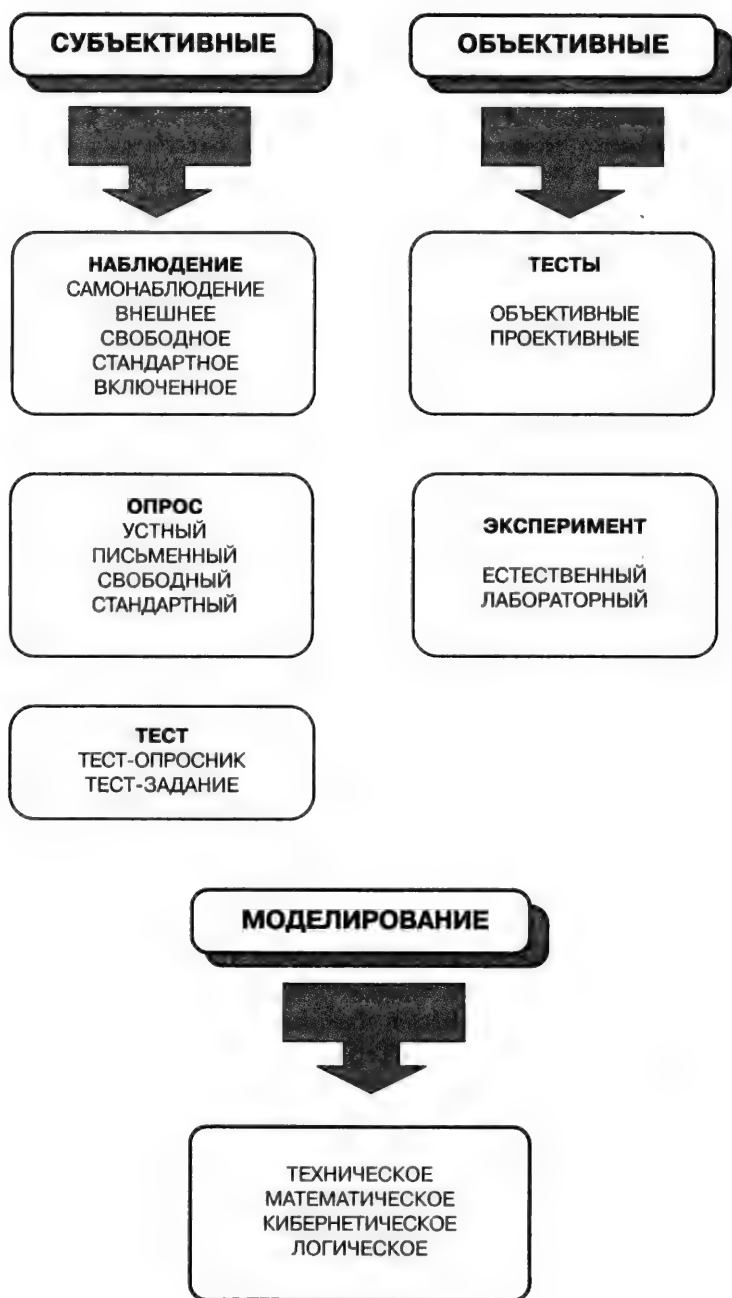 СУБЪЕКТИВНЫЕ
ОБЪЕКТИВНЫЕ
НАБЛЮДЕНИЕ
САМОНАБЛЮДЕНИЕ
ВНЕШНЕЕ
СВОБОДНОЕ
СТАНДАРТНОЕ
ВКЛЮЧЕННОЕ
ТЕСТЫ
ОБЪЕКТИВНЫЕ
ПРОЕКТИВНЫЕ
ОПРОС
УСТНЫЙ
ПИСЬМЕННЫЙ
СВОБОДНЫЙ
СТАНДАРТНЫЙ
ЭКСПЕРИМЕНТ
ЕСТЕСТВЕННЫЙ
ЛАБОРАТОРНЫЙ
ТЕСТ
ТЕСТ-ОПРОСНИК
ТЕСТ-ЗАДАНИЕ
МОДЕЛИРОВАНИЕ
ТЕХНИЧЕСКОЕ
МАТЕМАТИЧЕСКОЕ
КИБЕРНЕТИЧЕСКОЕ
ЛОГИЧЕСКОЕ